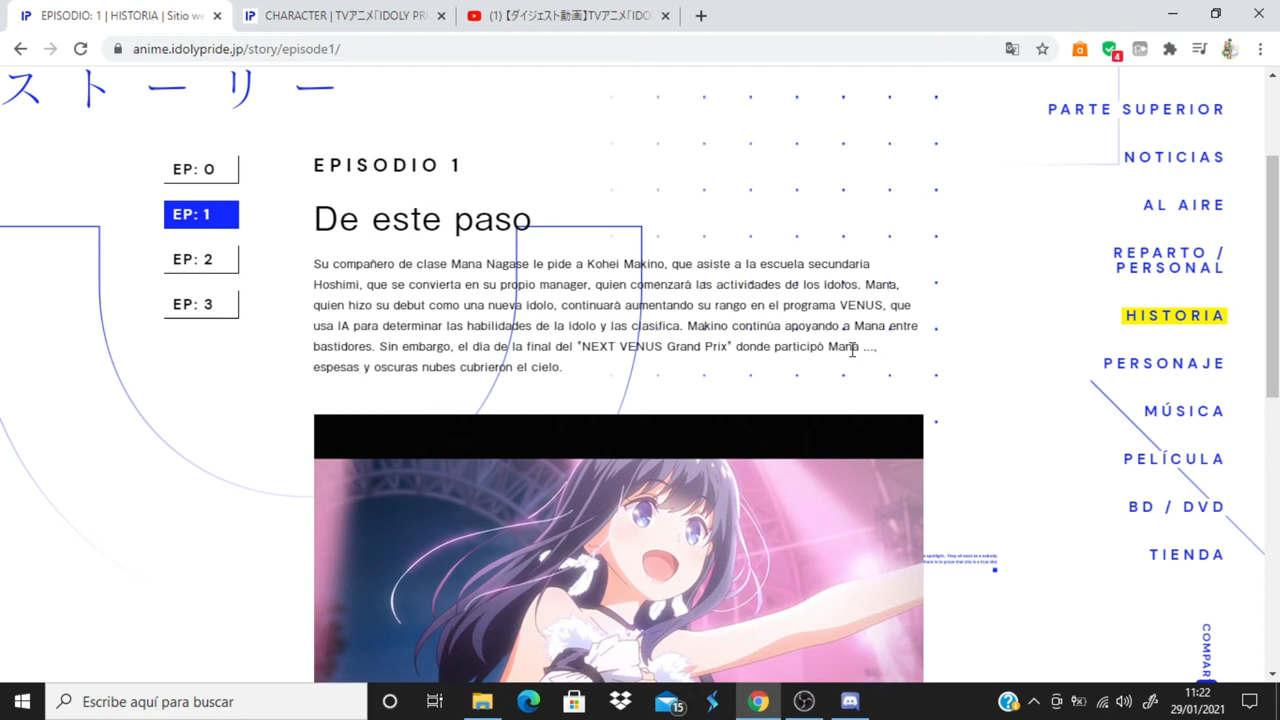 EPISODIO: 1 | HISTORIA | Sitio we
CHARACTER | TVアニメ「IDOLY PR
(1) 【ダイジェスト動画】TVアニメ「IDO
anime.idolypride.jp/story/episode1/
4
ストーリー
EP: 0
EP: 1
EP: 2
EP: 3
EPISODIO 1
De este paso
Su compañero de clase Mana Nagase le pide a Kohei Makino, que asiste a la escuela secundaria
Hoshimi, que se convierta en su propio manager, quien comenzará las actividades de los ídolos. Mana,
quien hizo su debut como una nueva ídolo, continuará aumentando su rango en el programa VENUS, que
usa IA para determinar las habilidades de la ídolo y las clasifica. Makino continúa apoyando a Mana entre
bastidores. Sin embargo, el día de la final del "NEXT VENUS Grand Prix" donde participó Mana ...,
espesas y oscuras nubes cubrieron el cielo.
PARTE SUPERIOR
NOTICIAS
AL AIRE
REPARTO /
PERSONAL
HISTORIA
PERSONAJE
MÚSICA
PELÍCULA
BD / DVD
TIENDA
COMPAR
Escribe aquí para buscar
15
11:22
29/01/2021